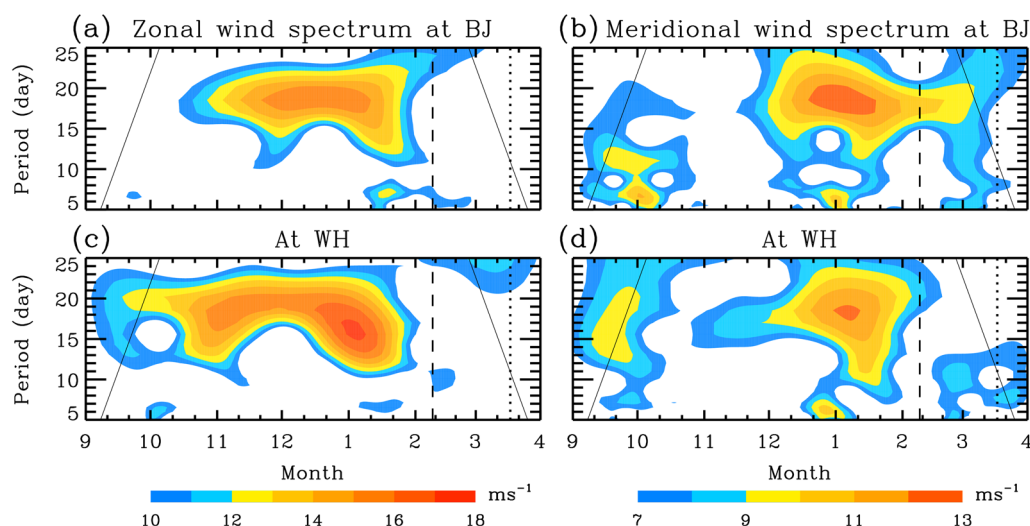 (a) Zonal wind spectrum at BJ
(b) Meridional wind spectrum at BJ
Period (day)
25
20
15
10
5
25
20
15
10
5
(c) At WH
(d) At WH
Period (day)
25
20
15
10
5
25
20
15
10
5
9 10 11 12 1 2 3 4
9 10 11 12 1 2 3 4
Month
Month
ms⁻¹
ms⁻¹
10 12 14 16 18
7 9 11 13